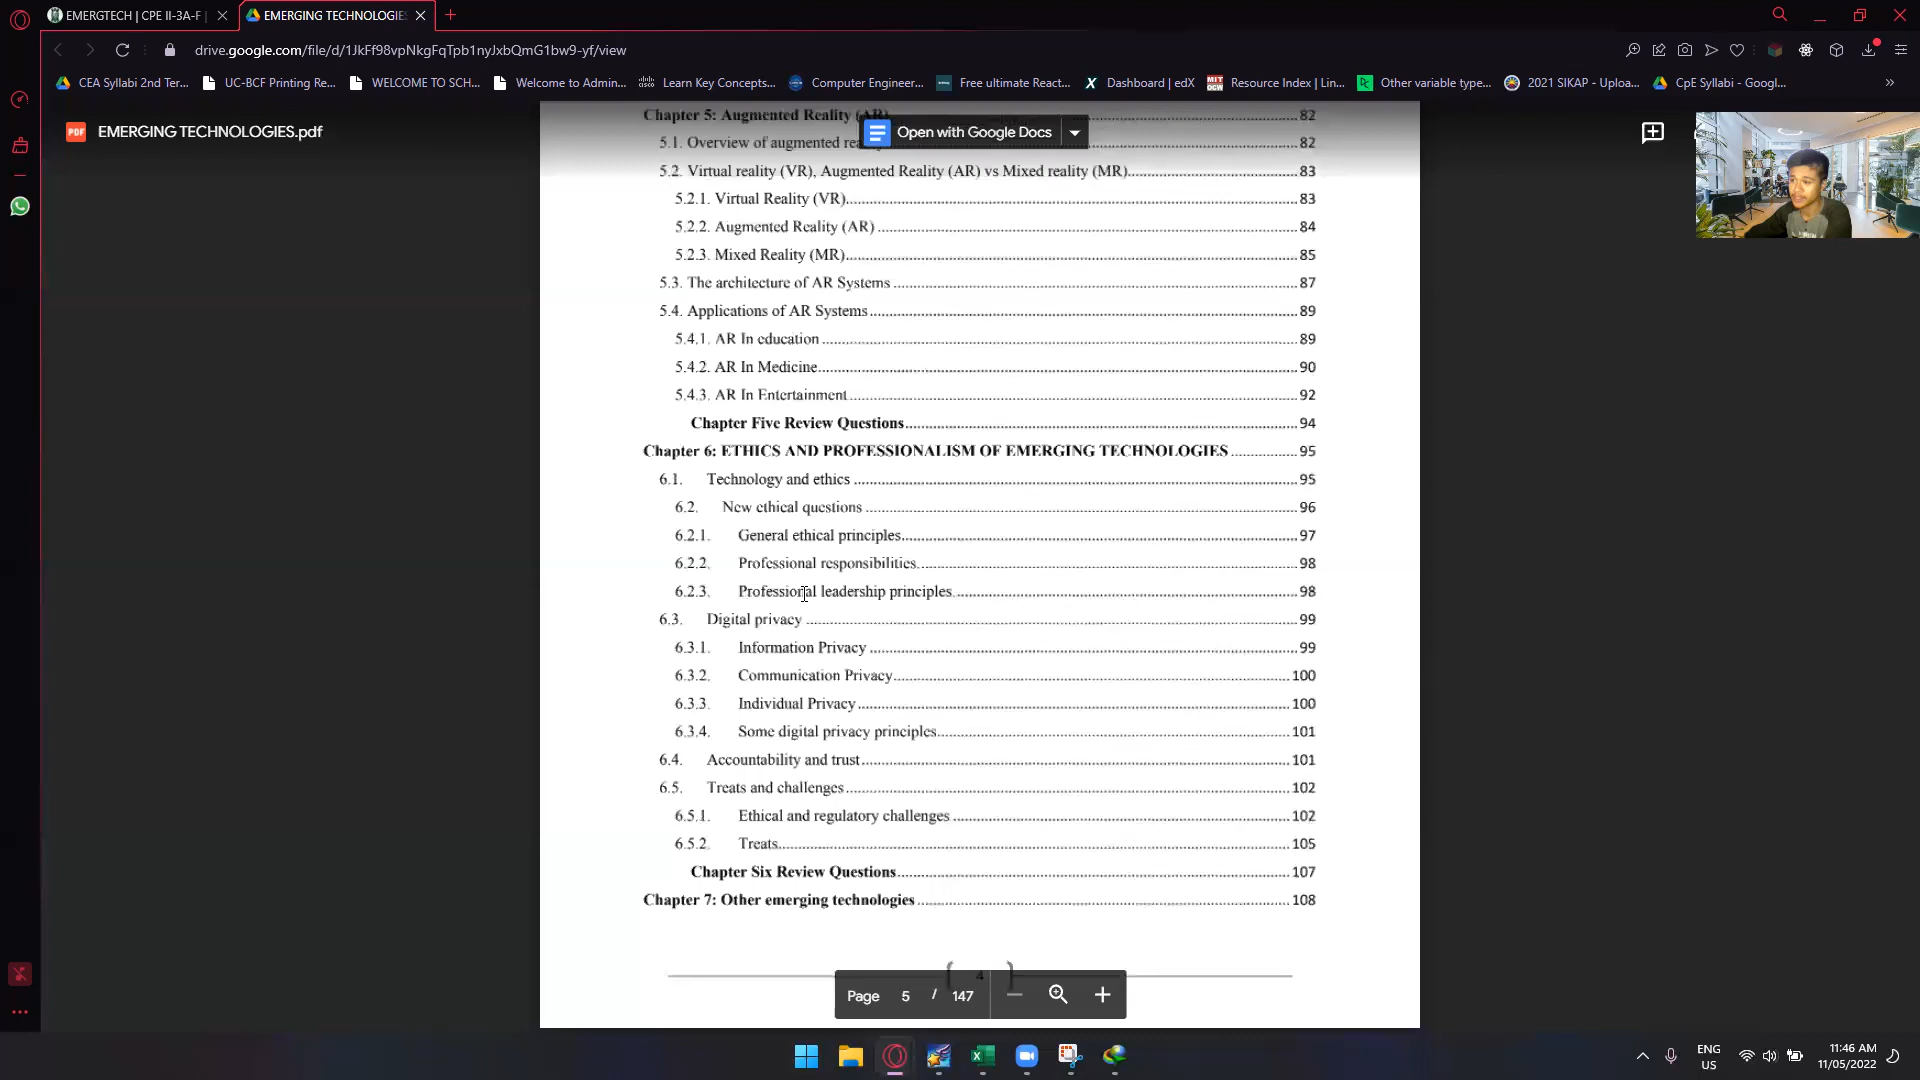 EMERGTECH | CPE II-3A-F |
EMERGING TECHNOLOGIE
drive.google.com/file/d/1JkFf98vpNkgFqTpb1nyJxbQmG1bw9-yf/view
CEA Syllabi 2nd Ter...
UC-BCF Printing Re...
WELCOME TO SCH...
Welcome to Admin...
Learn Key Concepts...
Computer Engineer...
Free ultimate React...
Dashboard | edX
Resource Index | Lin...
Other variable type...
2021 SIKAP - Uploa...
CpE Syllabi - Googl...
PDF EMERGING TECHNOLOGIES.pdf
Open with Google Docs
Chapter 5: Augmented Reality (AR) 82
5.1. Overview of augmented rea 82
5.2. Virtual reality (VR), Augmented Reality (AR) vs Mixed reality (MR) 83
5.2.1. Virtual Reality (VR) 83
5.2.2. Augmented Reality (AR) 84
5.2.3. Mixed Reality (MR) 85
5.3. The architecture of AR Systems 87
5.4. Applications of AR Systems 89
5.4.1. AR In education 89
5.4.2. AR In Medicine 90
5.4.3. AR In Entertainment 92
Chapter Five Review Questions 94
Chapter 6: ETHICS AND PROFESSIONALISM OF EMERGING TECHNOLOGIES 95
6.1. Technology and ethics 95
6.2. New ethical questions 96
6.2.1. General ethical principles 97
6.2.2. Professional responsibilities. 98
6.2.3. Professional leadership principles. 98
6.3. Digital privacy 99
6.3.1. Information Privacy 99
6.3.2. Communication Privacy 100
6.3.3. Individual Privacy 100
6.3.4. Some digital privacy principles 101
6.4. Accountability and trust 101
6.5. Treats and challenges 102
6.5.1. Ethical and regulatory challenges 102
6.5.2. Treats 105
Chapter Six Review Questions 107
Chapter 7: Other emerging technologies 108
4
Page 5 / 147
ENG
US
11:46 AM
11/05/2022